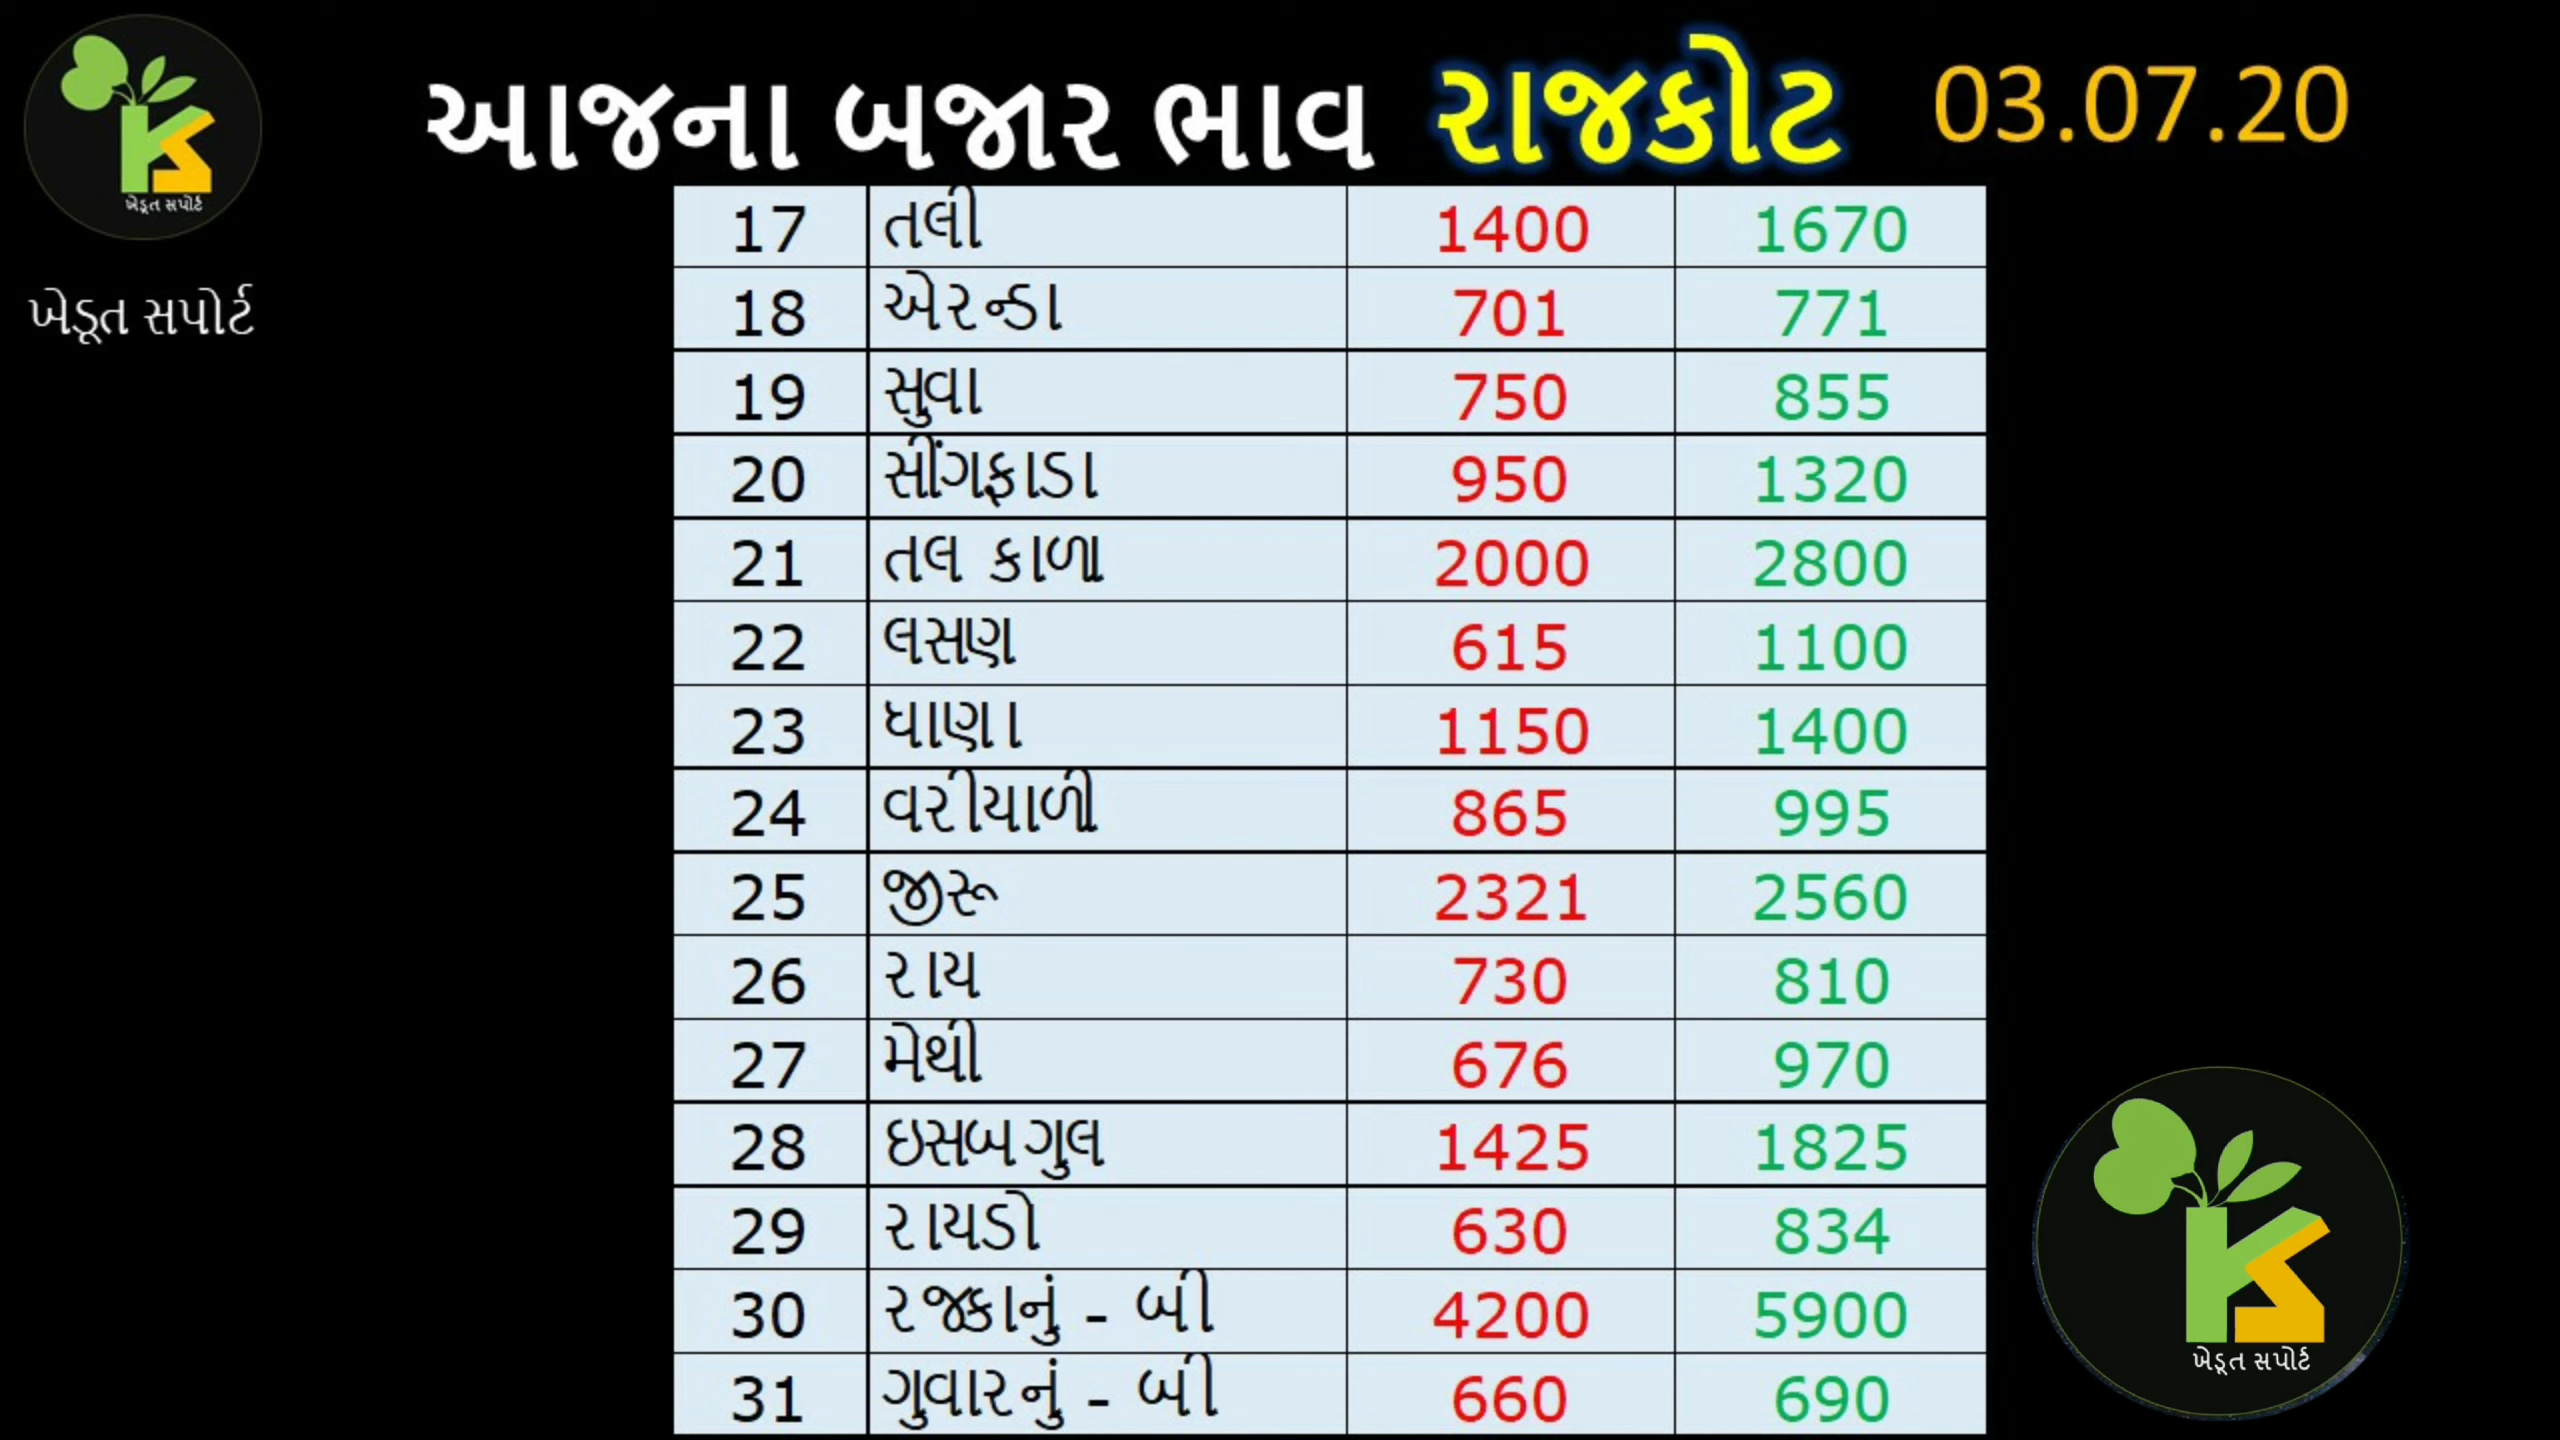 આજના બજાર ભાવ રાજકોટ 03.07.20
ખેડૂત સપોર્ટ
ખેડૂત સપોર્ટ
17 તલી 1400 1670
18 એરન્ડા 701 771
19 સુવા 750 855
20 સીંગફાડા 950 1320
21 તલ કાળા 2000 2800
22 લસણ 615 1100
23 ધાણા 1150 1400
24 વરીયાળી 865 995
25 જીરૂ 2321 2560
26 રાય 730 810
27 મેથી 676 970
28 ઇસબગુલ 1425 1825
29 રાયડો 630 834
30 રજકાનું - બી 4200 5900
31 ગુવારનું - બી 660 690
ખેડૂત સપોર્ટ